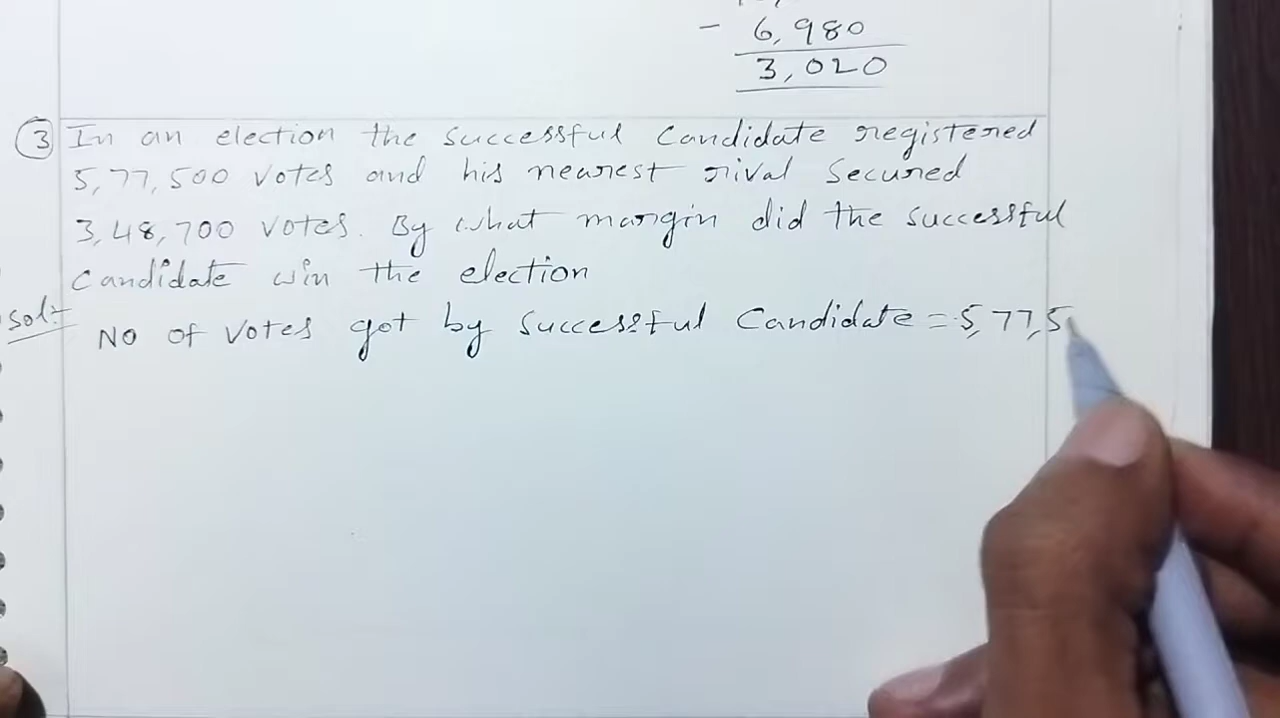 - 6,980
3,020
3 In an election the successful candidate registered
5,77,500 votes and his nearest rival secured
3,48,700 votes. By what margin did the successful
candidate win the election
Sol:- No of votes got by successful candidate = 5,77,5